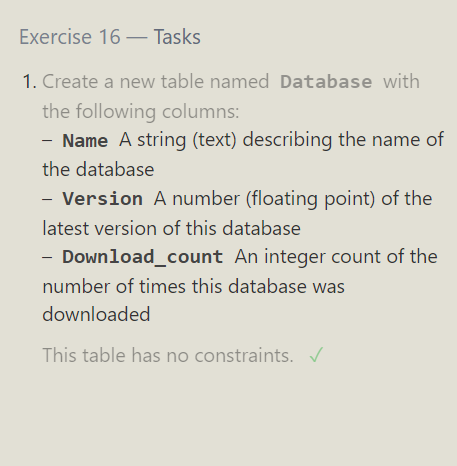 Exercise 16 — Tasks
1. Create a new table named Database with
the following columns:
– Name A string (text) describing the name of
the database
– Version A number (floating point) of the
latest version of this database
– Download_count An integer count of the
number of times this database was
downloaded
This table has no constraints. ✓